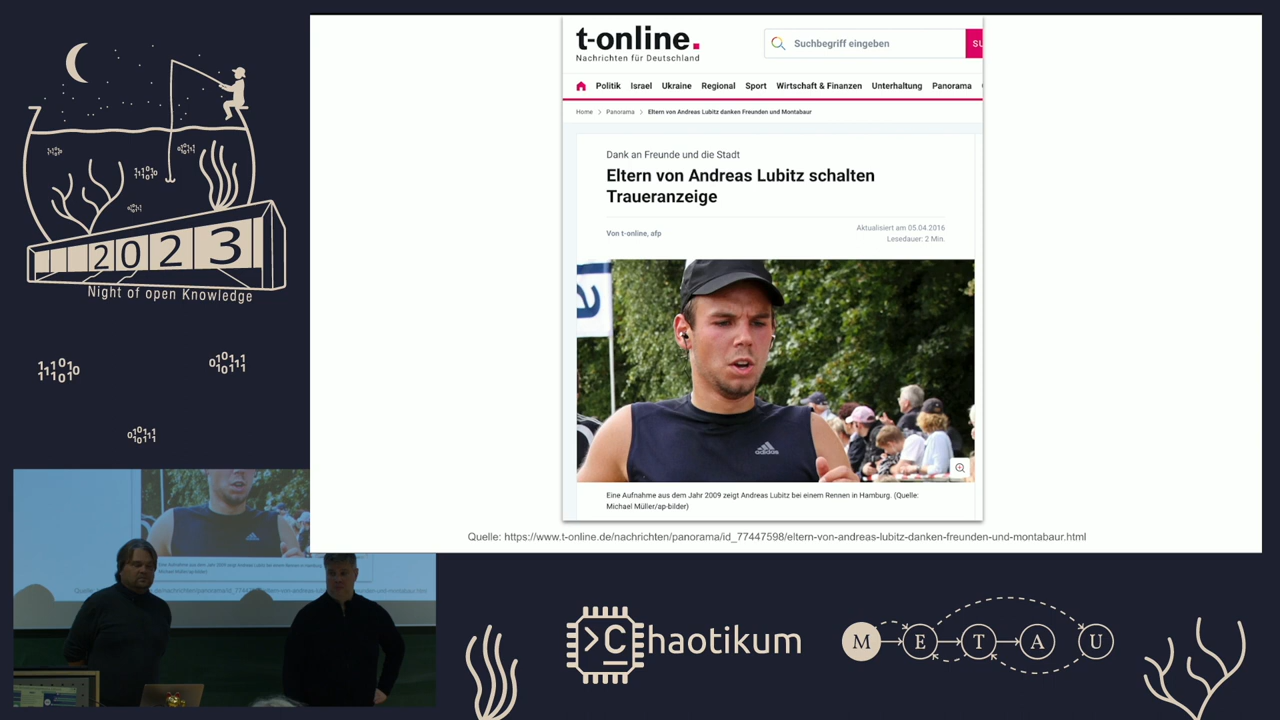 2023
Night of open Knowledge
t-online.
Nachrichten für Deutschland
Suchbegriff eingeben
SU
Politik Israel Ukraine Regional Sport Wirtschaft & Finanzen Unterhaltung Panorama
Home > Panorama > Eltern von Andreas Lubitz danken Freunden und Montabaur
Dank an Freunde und die Stadt
Eltern von Andreas Lubitz schalten
Traueranzeige
Von t-online, afp
Aktualisiert am 05.04.2016
Lesedauer: 2 Min.
adidas
Eine Aufnahme aus dem Jahr 2009 zeigt Andreas Lubitz bei einem Rennen in Hamburg. (Quelle:
Michael Müller/ap-bilder)
Quelle: https://www.t-online.de/nachrichten/panorama/id_77447598/eltern-von-andreas-lubitz-danken-freunden-und-montabaur.html
>C_haotikum
M E T A U